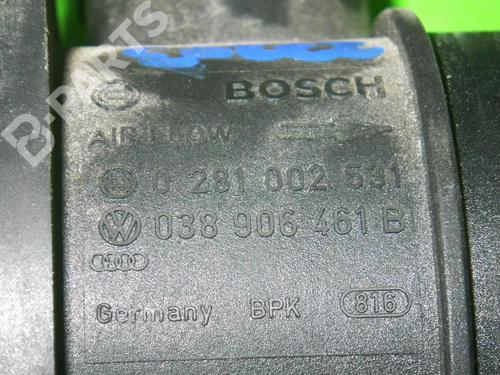 B-PARTS
BOSCH
AIR FLOW
0 281 002 531
038 906 461 B
Germany BPK 816